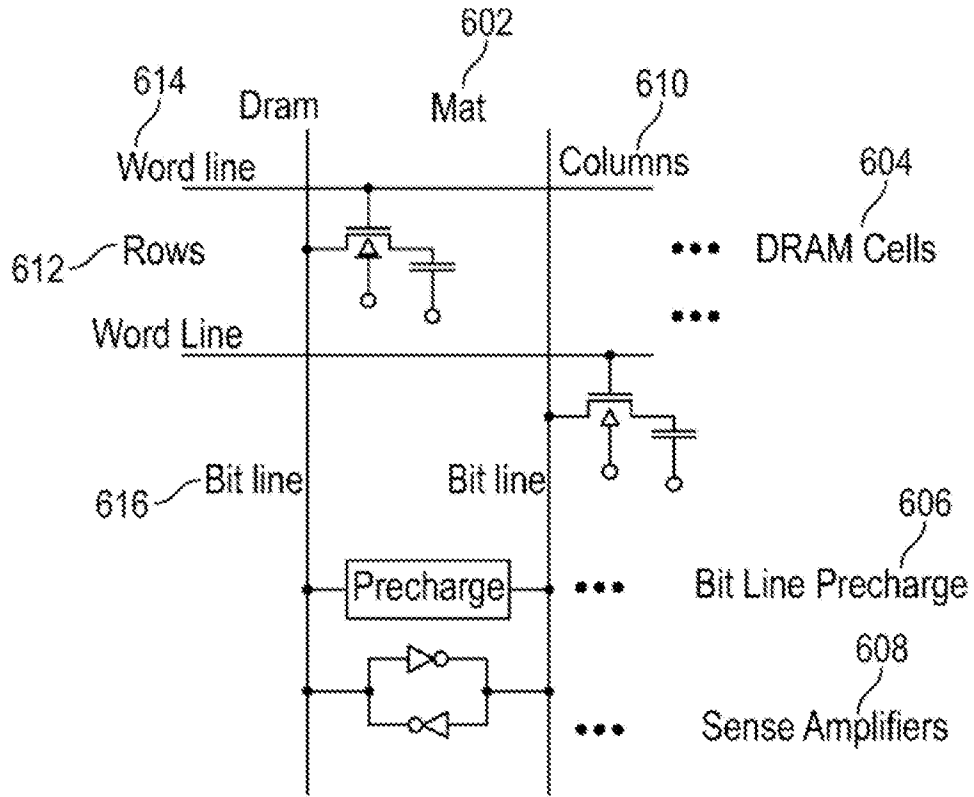 602
614
610
Dram Mat
Word line Columns
604
612 Rows DRAM Cells
Word Line
616 Bit line Bit line
606
Precharge Bit Line Precharge
608
Sense Amplifiers